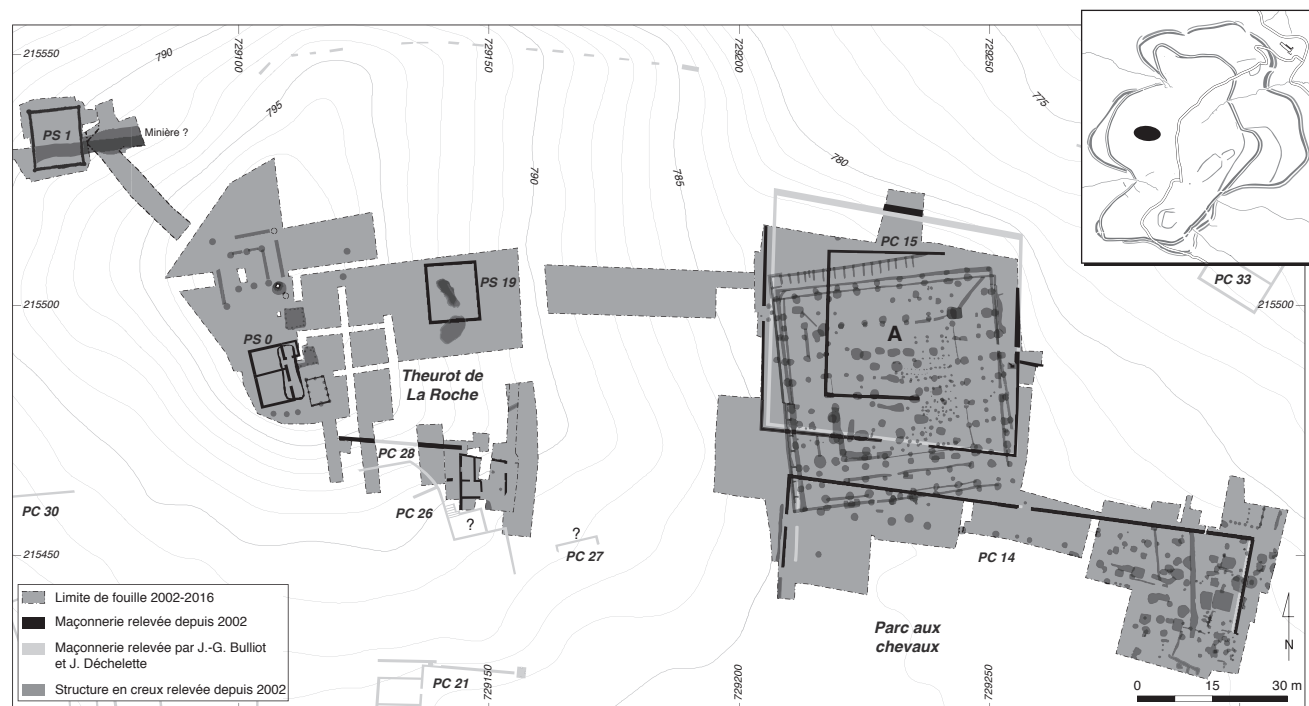 215550
790
729100
729150
729200
729250
795
775
PS 1
Minière ?
780
785
790
PC 15
PC 33
215500
215500
PS 19
PS 0
A
Theurot de
La Roche
PC 28
PC 30
PC 26
?
?
PC 27
PC 14
215450
Limite de fouille 2002-2016
Maçonnerie relevée depuis 2002
Maçonnerie relevée par J.-G. Bulliot
et J. Déchelette
Structure en creux relevée depuis 2002
Parc aux
chevaux
N
PC 21
729150
729200
729250
0 15 30 m